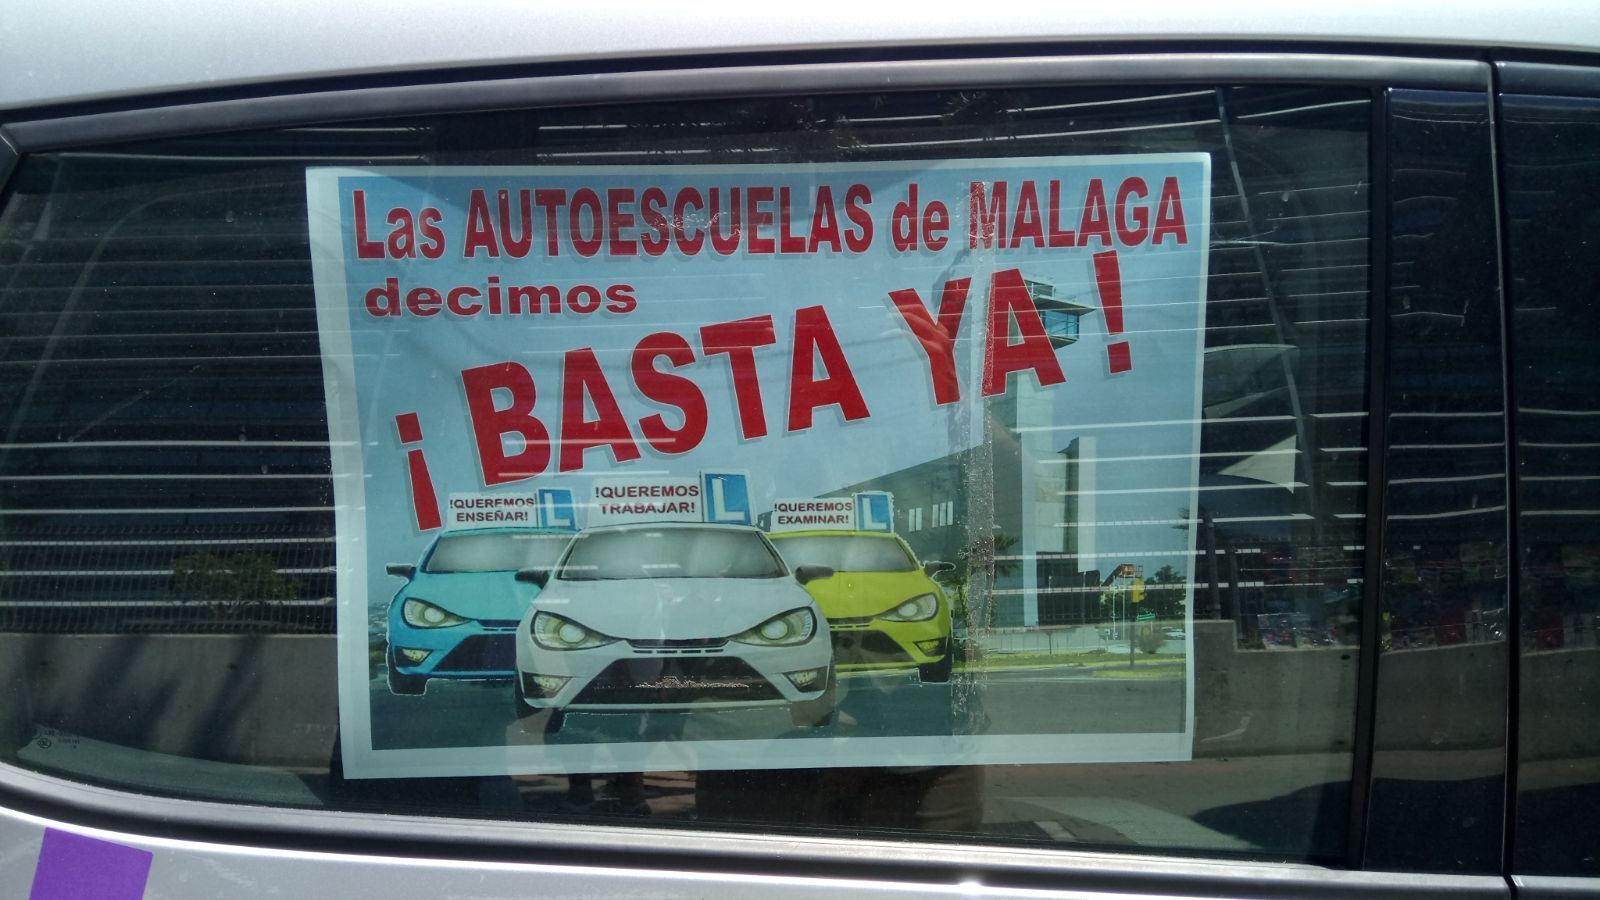 Las AUTOESCUELAS de MALAGA
decimos
¡BASTA YA!
!QUEREMOS
ENSEÑAR!
L
!QUEREMOS
TRABAJAR!
L
!QUEREMOS
EXAMINAR!
L